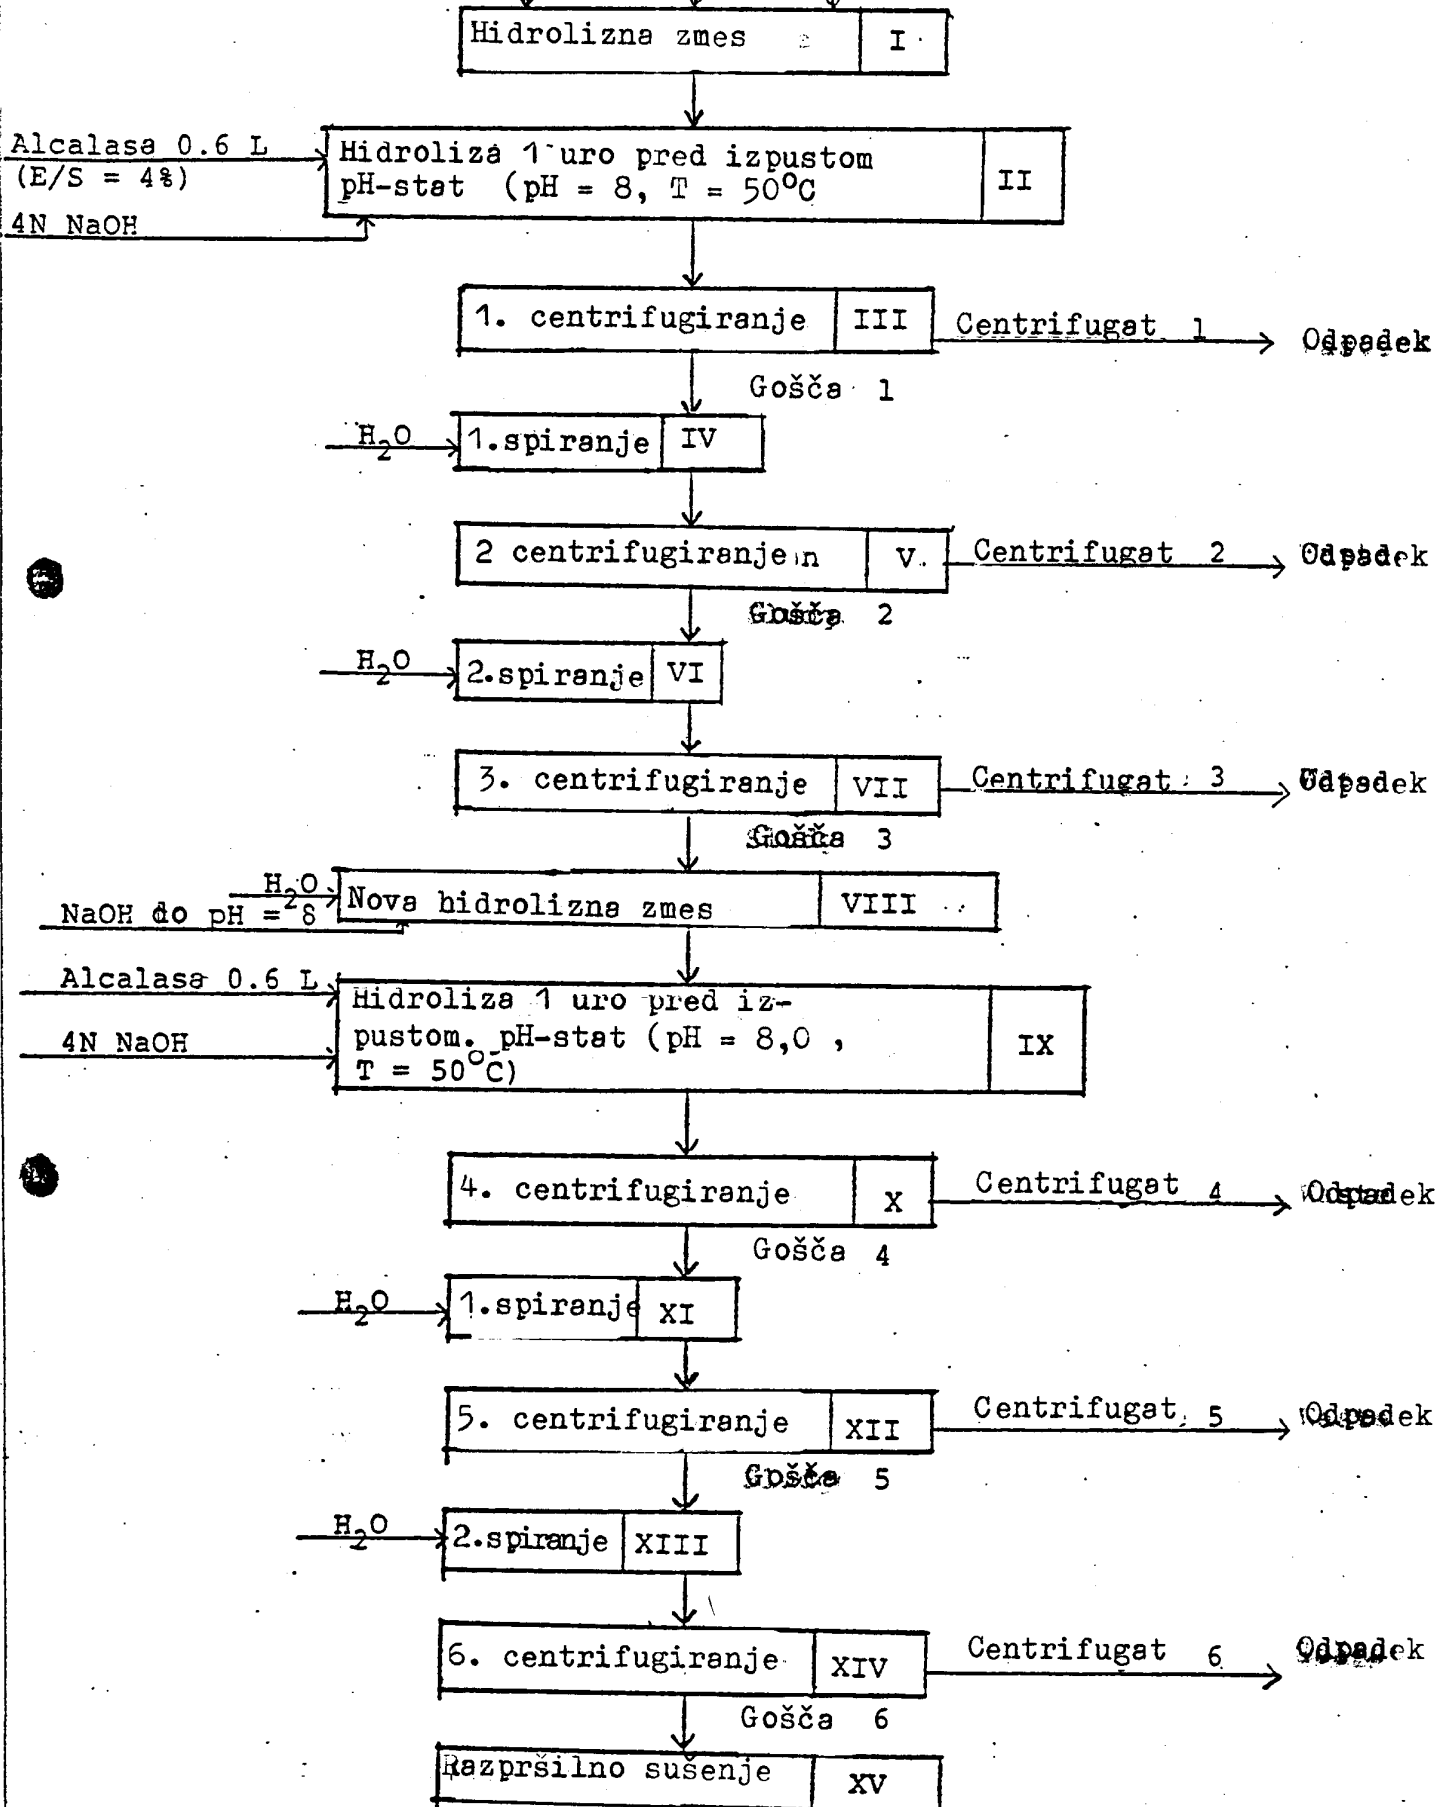 Hidrolizna zmes I
Alcalasa 0.6 L
(E/S = 4%)
4N NaOH
Hidroliza 1 uro pred izpustom
pH-stat (pH = 8, T = 50°C
II
1. centrifugiranje III
Centrifugat 1
Odpadek
Gošča 1
H2O
1.spiranje IV
2 centrifugiranje V.
Centrifugat 2
Odpadek
Gošča 2
H2O
2.spiranje VI
3. centrifugiranje VII
Centrifugat 3
Odpadek
Gošča 3
H2O
NaOH do pH = 8
Nova hidrolizna zmes VIII
Alcalasa 0.6 L
4N NaOH
Hidroliza 1 uro pred iz-
pustom. pH-stat (pH = 8,0 ,
T = 50°C)
IX
4. centrifugiranje X
Centrifugat 4
Odpadek
Gošča 4
H2O
1.spiranje XI
5. centrifugiranje XII
Centrifugat 5
Odpadek
Gošča 5
H2O
2.spiranje XIII
6. centrifugiranje XIV
Centrifugat 6
Odpadek
Gošča 6
Razpršilno sušenje XV